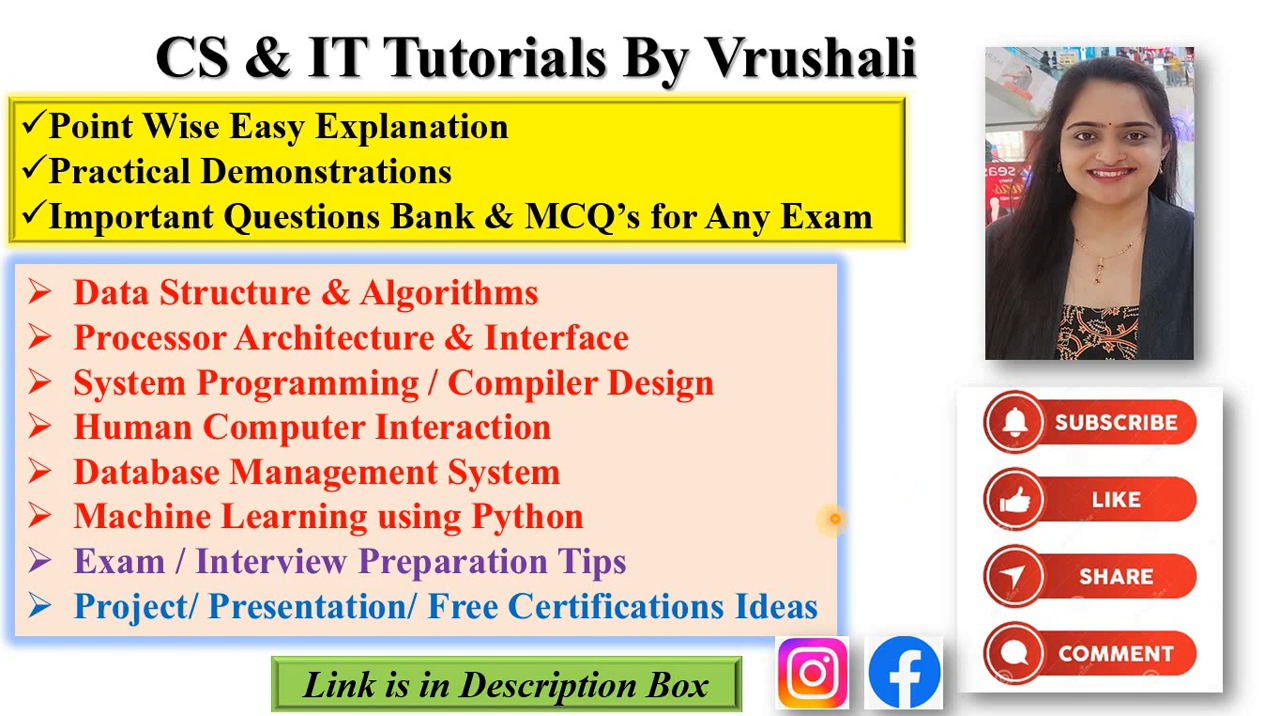 CS & IT Tutorials By Vrushali
✓Point Wise Easy Explanation
✓Practical Demonstrations
✓Important Questions Bank & MCQ’s for Any Exam
➢ Data Structure & Algorithms
➢ Processor Architecture & Interface
➢ System Programming / Compiler Design
➢ Human Computer Interaction
➢ Database Management System
➢ Machine Learning using Python
➢ Exam / Interview Preparation Tips
➢ Project/ Presentation/ Free Certifications Ideas
Link is in Description Box
SUBSCRIBE
LIKE
SHARE
COMMENT